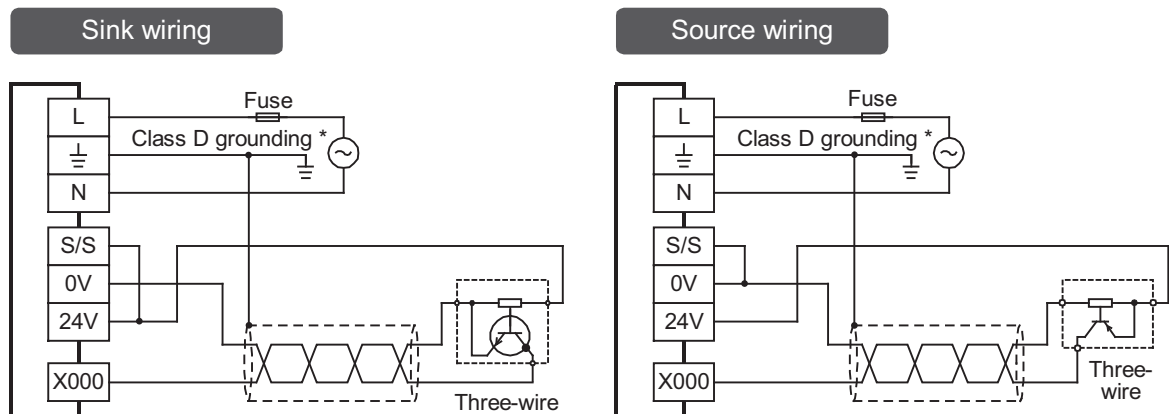 Sink wiring
Source wiring
L
Fuse
Class D grounding *
N
S/S
0V
24V
X000
Three-wire
L
Fuse
Class D grounding *
N
S/S
0V
24V
X000
Three-
wire